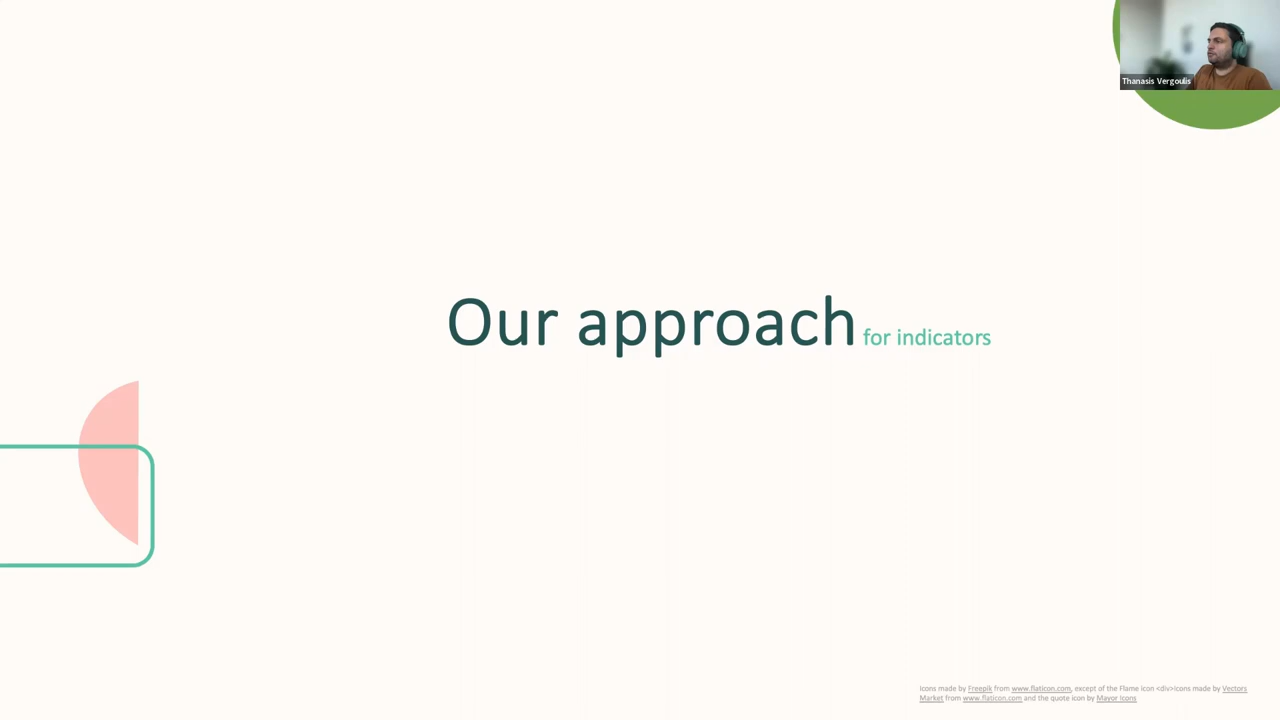 Thanasis Vergoulis
Our approach for indicators
Icons made by Freepik from www.flaticon.com, except of the Flame icon <div>Icons made by Vectors
Market from www.flaticon.com and the quote icon by Mayor Icons